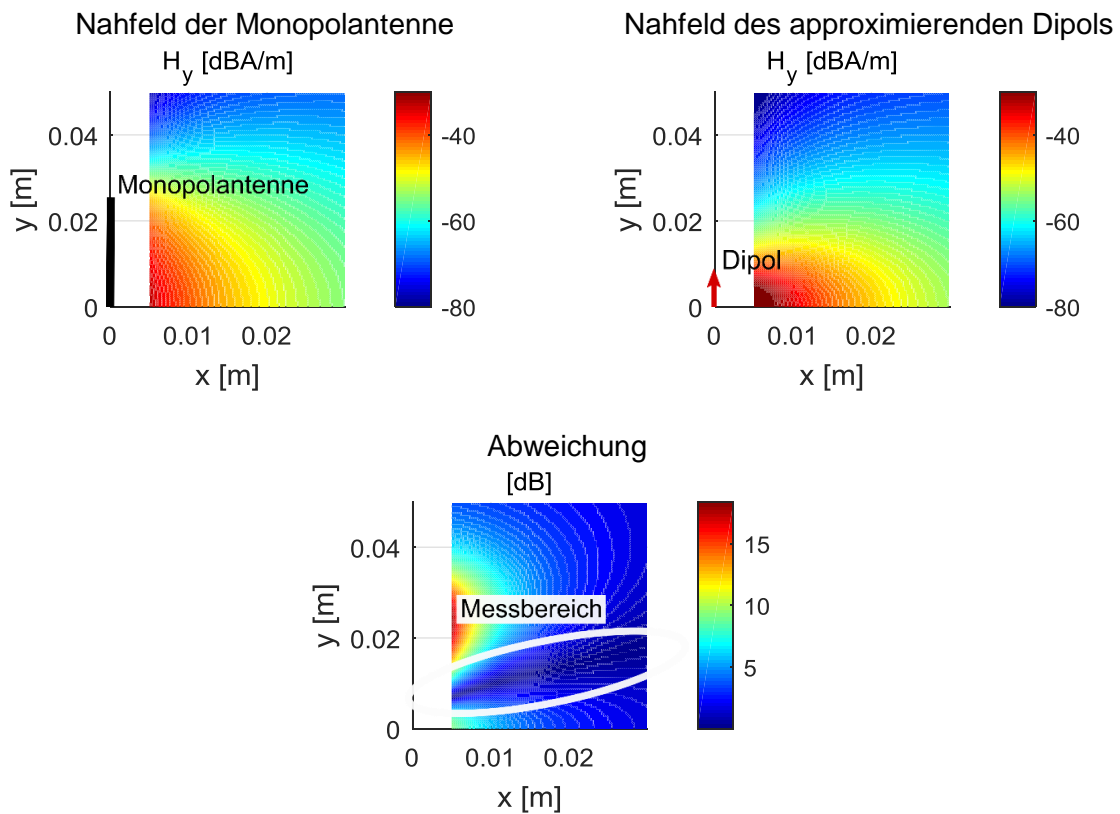 Nahfeld der Monopolantenne
H_y [dBA/m]
0.04
0.02
0
y [m]
Monopolantenne
0
0.01
0.02
x [m]
-40
-60
-80
Nahfeld des approximierenden Dipols
H_y [dBA/m]
0.04
0.02
0
y [m]
Dipol
0
0.01
0.02
x [m]
-40
-60
-80
Abweichung
[dB]
0.04
0.02
0
y [m]
Messbereich
0
0.01
0.02
x [m]
15
10
5